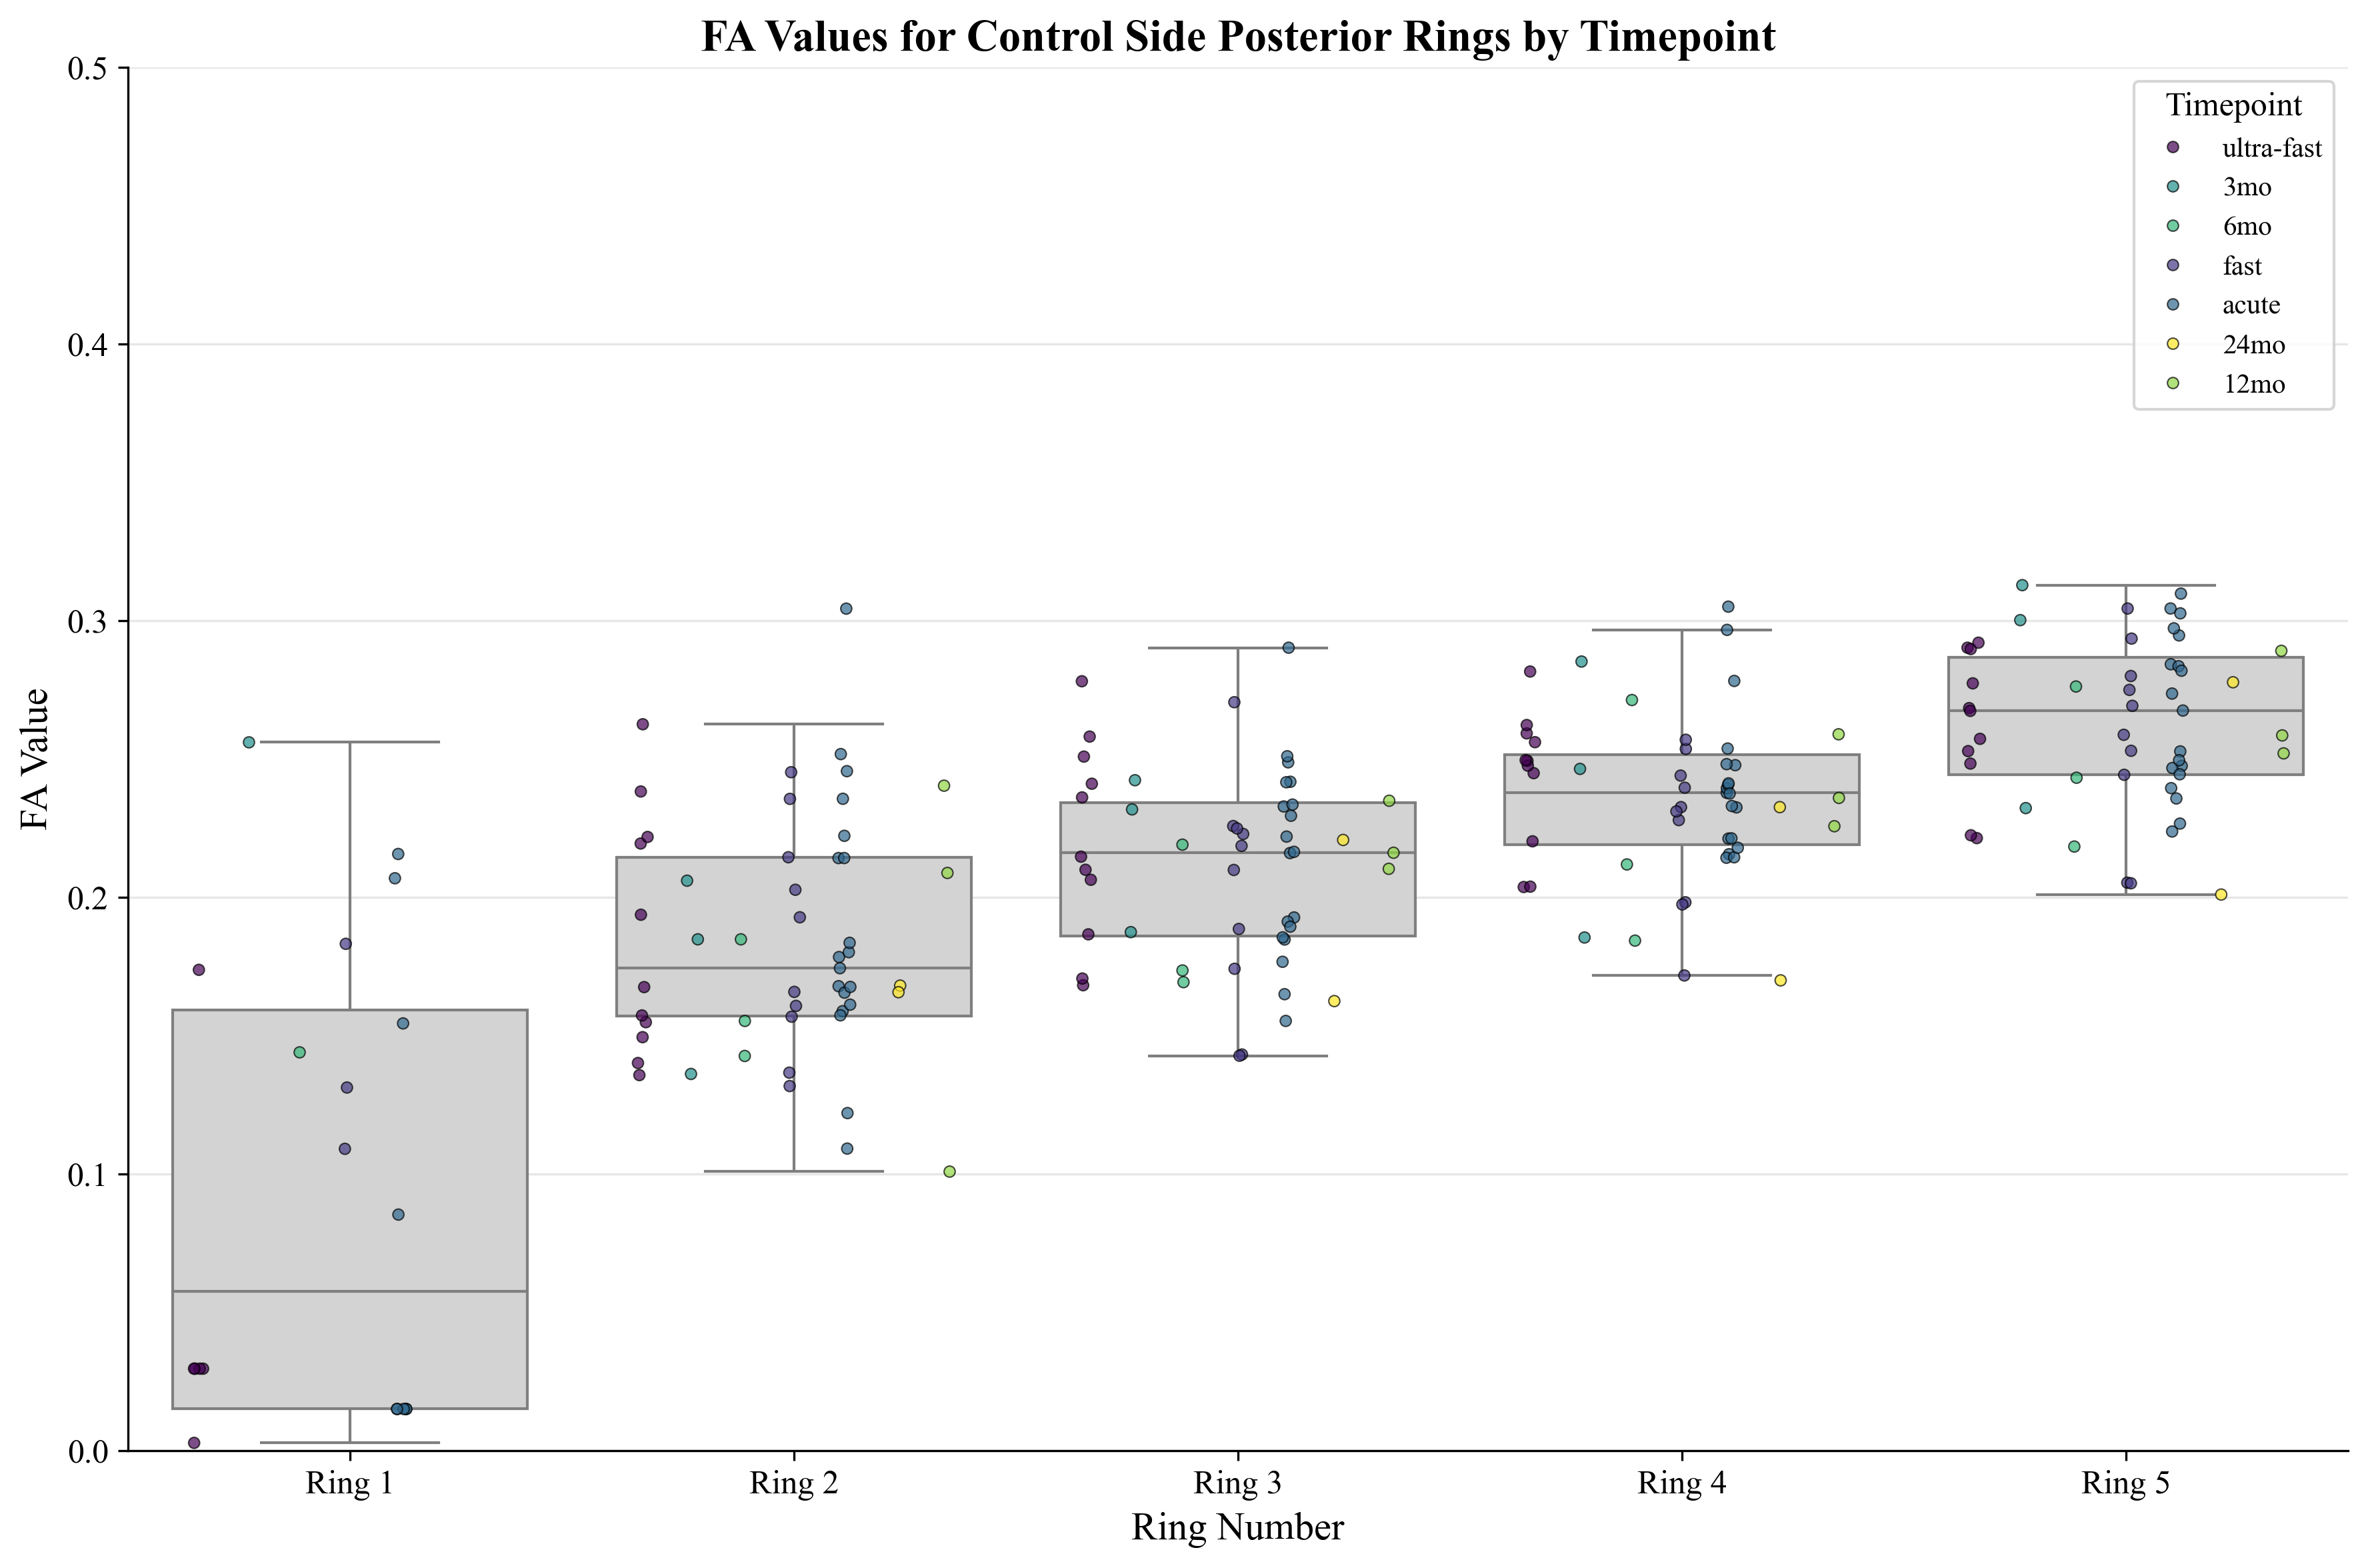 FA Values for Control Side Posterior Rings by Timepoint
0.5
0.4
0.3
0.2
0.1
0.0
FA Value
Timepoint
ultra-fast
3mo
6mo
fast
acute
24mo
12mo
Ring 1
Ring 2
Ring 3
Ring 4
Ring 5
Ring Number